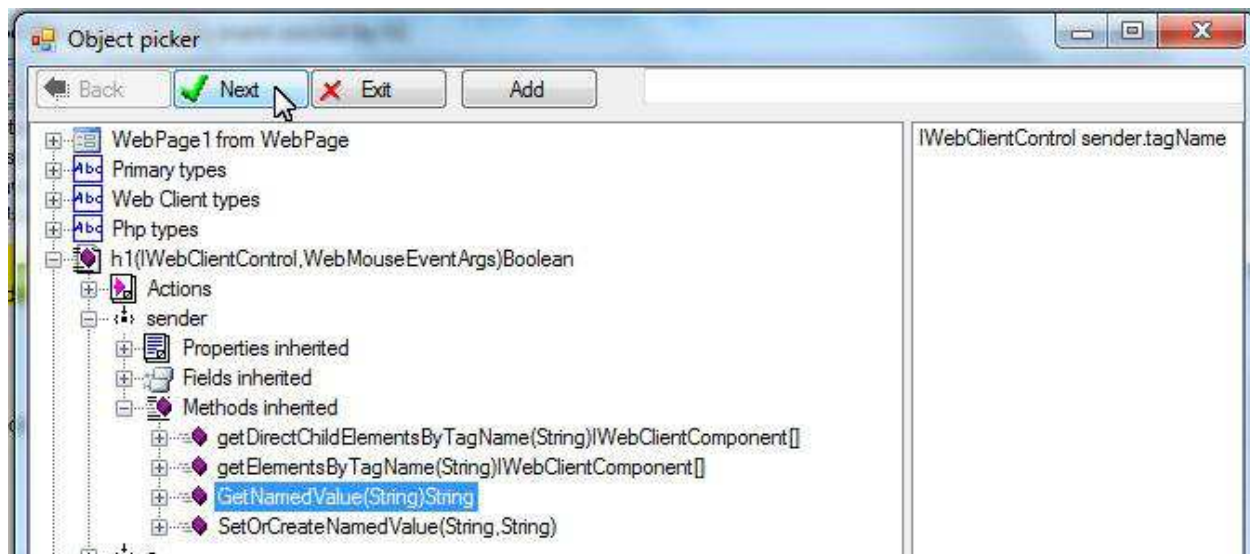 Object picker
Back Next Exit Add
WebPage1 from WebPage
IWebClientControl sender.tagName
Primary types
Web Client types
Php types
h1(IWebClientControl,WebMouseEventArgs)Boolean
Actions
sender
Properties inherited
Fields inherited
Methods inherited
getDirectChildElementsByTagName(String)IWebClientComponent[]
getElementsByTagName(String)IWebClientComponent[]
GetNamedValue(String)String
SetOrCreateNamedValue(String,String)